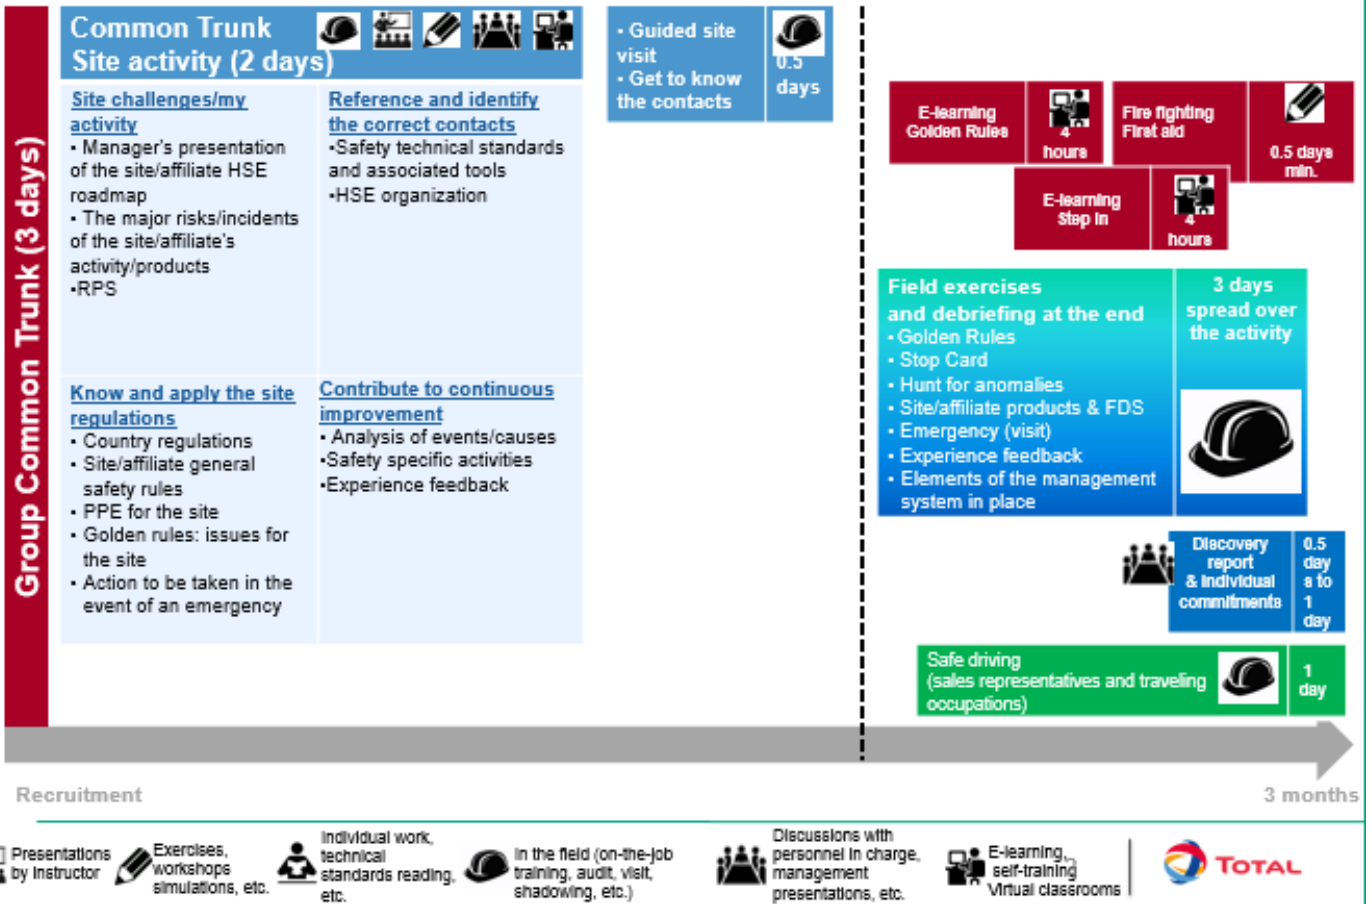 Group Common Trunk (3 days)
Common Trunk
Site activity (2 days)
Site challenges/my
activity
• Manager's presentation
of the site/affiliate HSE
roadmap
• The major risks/incidents
of the site/affiliate's
activity/products
•RPS
Reference and identify
the correct contacts
•Safety technical standards
and associated tools
•HSE organization
Know and apply the site
regulations
• Country regulations
• Site/affiliate general
safety rules
• PPE for the site
• Golden rules: issues for
the site
• Action to be taken in the
event of an emergency
Contribute to continuous
improvement
• Analysis of events/causes
•Safety specific activities
•Experience feedback
• Guided site
visit
• Get to know
the contacts
0.5
days
E-learning
Golden Rules
4
hours
Fire fighting
First aid
0.5 days
min.
E-learning
Step in
4
hours
Field exercises
and debriefing at the end
• Golden Rules
• Stop Card
• Hunt for anomalies
• Site/affiliate products & FDS
• Emergency (visit)
• Experience feedback
• Elements of the management
system in place
3 days
spread over
the activity
Discovery
report
& individual
commitments
0.5
day
s to
1
day
Safe driving
(sales representatives and traveling
occupations)
1
day
Recruitment
3 months
Presentations
by instructor
Exercises,
workshops
simulations, etc.
Individual work,
technical
standards reading,
etc.
In the field (on-the-job
training, audit, visit,
shadowing, etc.)
Discussions with
personnel in charge,
management
presentations, etc.
E-learning,
self-training
Virtual classrooms
TOTAL